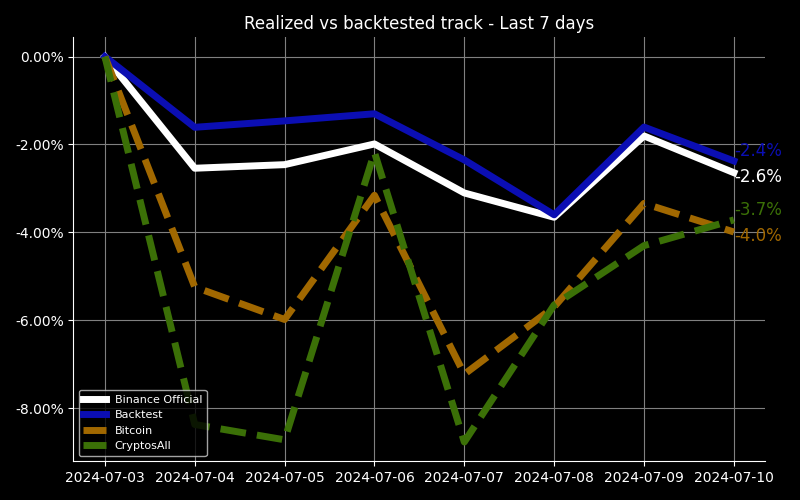 Realized vs backtested track - Last 7 days
0.00%
-2.00%
-4.00%
-6.00%
-8.00%
-2.4%
-2.6%
-3.7%
-4.0%
Binance Official
Backtest
Bitcoin
CryptosAll
2024-07-03 2024-07-04 2024-07-05 2024-07-06 2024-07-07 2024-07-08 2024-07-09 2024-07-10